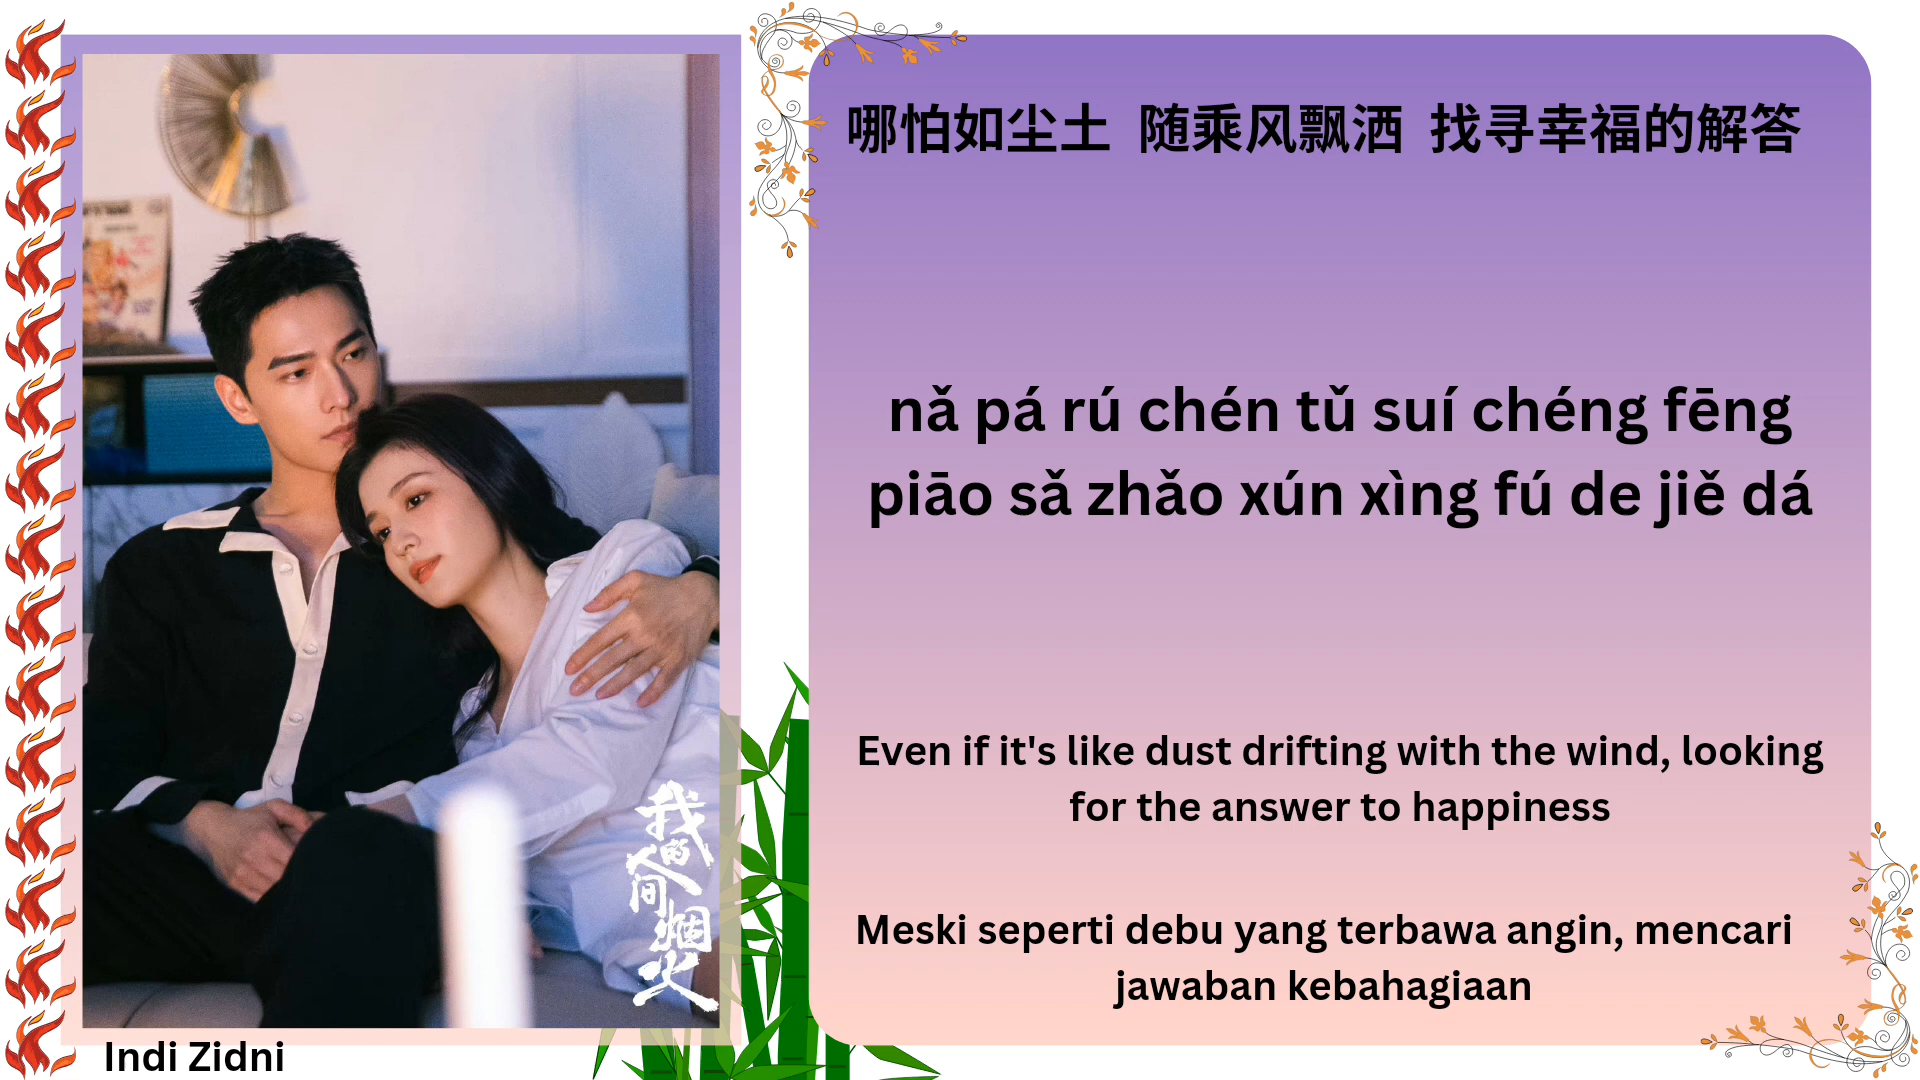 哪怕如尘土 随乘风飘洒 找寻幸福的解答
nǎ pá rú chén tǔ suí chéng fēng
piāo sǎ zhǎo xún xìng fú de jiě dá
Even if it's like dust drifting with the wind, looking
for the answer to happiness
Meski seperti debu yang terbawa angin, mencari
jawaban kebahagiaan
我的人间烟火
Indi Zidni